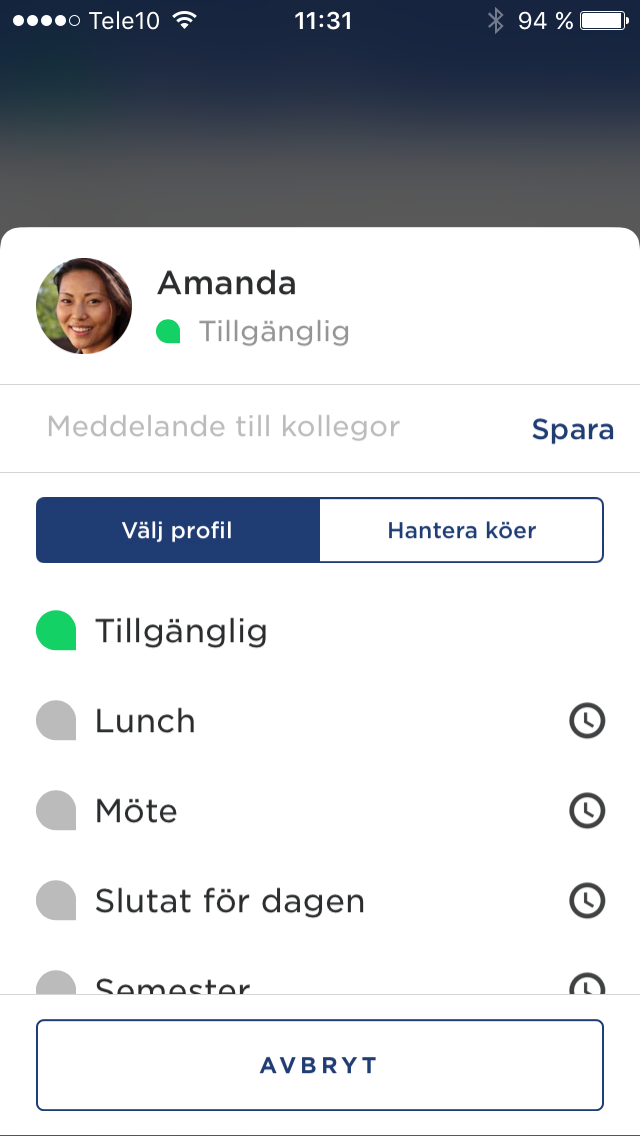 Tele10 11:31 94 %
Amanda
Tillgänglig
Meddelande till kollegor Spara
Välj profil Hantera köer
Tillgänglig
Lunch
Möte
Slutat för dagen
Semester
AVBRYT